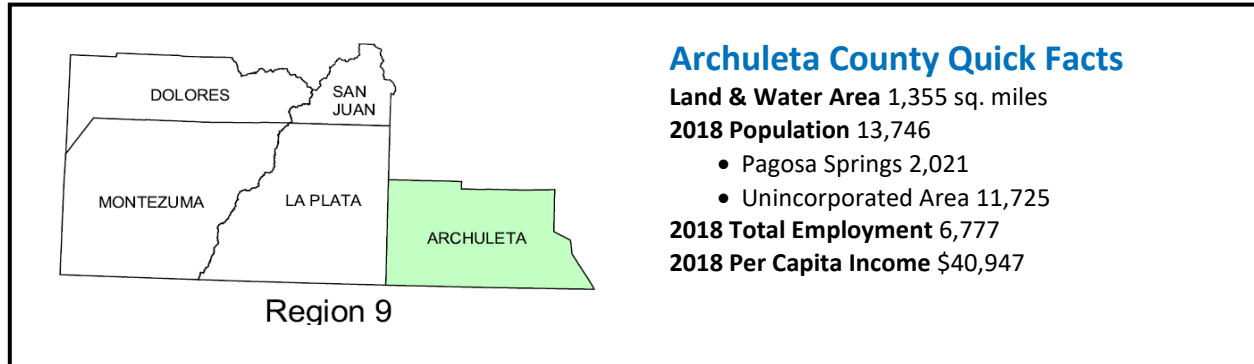 DOLORES
SAN
JUAN
MONTEZUMA
LA PLATA
ARCHULETA
Region 9
Archuleta County Quick Facts
Land & Water Area 1,355 sq. miles
2018 Population 13,746
• Pagosa Springs 2,021
• Unincorporated Area 11,725
2018 Total Employment 6,777
2018 Per Capita Income $40,947